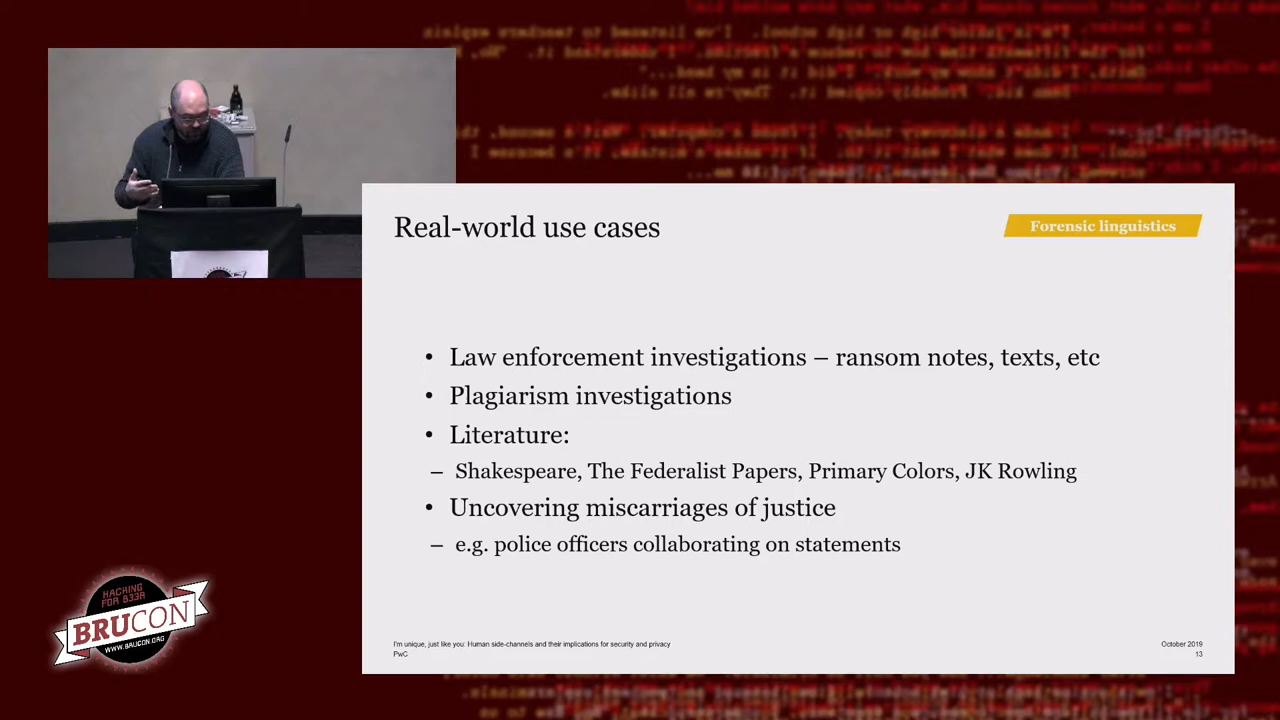 Real-world use cases
Forensic linguistics
• Law enforcement investigations – ransom notes, texts, etc
• Plagiarism investigations
• Literature:
– Shakespeare, The Federalist Papers, Primary Colors, JK Rowling
• Uncovering miscarriages of justice
– e.g. police officers collaborating on statements
I'm unique, just like you: Human side-channels and their implications for security and privacy
PwC
October 2019
13
HACKING
FOR B33R
BRUCON
WWW.BRUCON.ORG